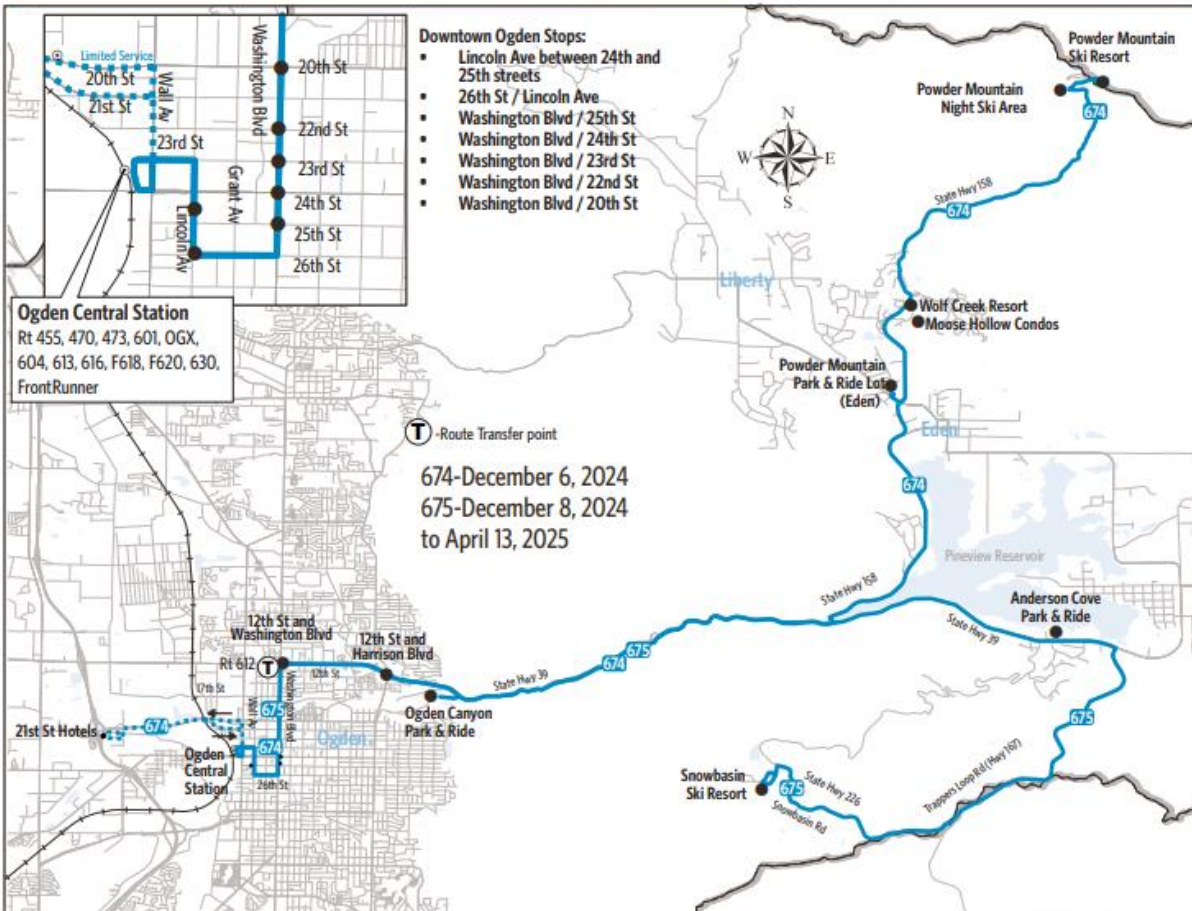 Limited Service
20th St
21st St
Wall Av
23rd St
Washington Blvd
Grant Av
Lincoln Av
20th St
22nd St
23rd St
24th St
25th St
26th St
Ogden Central Station
Rt 455, 470, 473, 601, OGX,
604, 613, 616, F618, F620, 630,
FrontRunner
Downtown Ogden Stops:
• Lincoln Ave between 24th and
25th streets
• 26th St / Lincoln Ave
• Washington Blvd / 25th St
• Washington Blvd / 24th St
• Washington Blvd / 23rd St
• Washington Blvd / 22nd St
• Washington Blvd / 20th St
N
W E
S
Powder Mountain
Ski Resort
Powder Mountain
Night Ski Area
674
State Hwy 158
674
Liberty
Wolf Creek Resort
Moose Hollow Condos
Powder Mountain
Park & Ride Lot
(Eden)
Eden
T -Route Transfer point
674-December 6, 2024
675-December 8, 2024
to April 13, 2025
674
Pineview Reservoir
State Hwy 158
Anderson Cove
Park & Ride
State Hwy 39
12th St and
Washington Blvd
12th St and
Harrison Blvd
Rt 612 T
12th St
17th St
State Hwy 39
674
675
Ogden Canyon
Park & Ride
21st St Hotels
674
Wall Av
675
Washington Blvd
674
Ogden
Ogden
Central
Station
26th St
675
Snowbasin
Ski Resort
675
State Hwy 226
Snowbasin Rd
Trappers Loop Rd (Hwy 167)